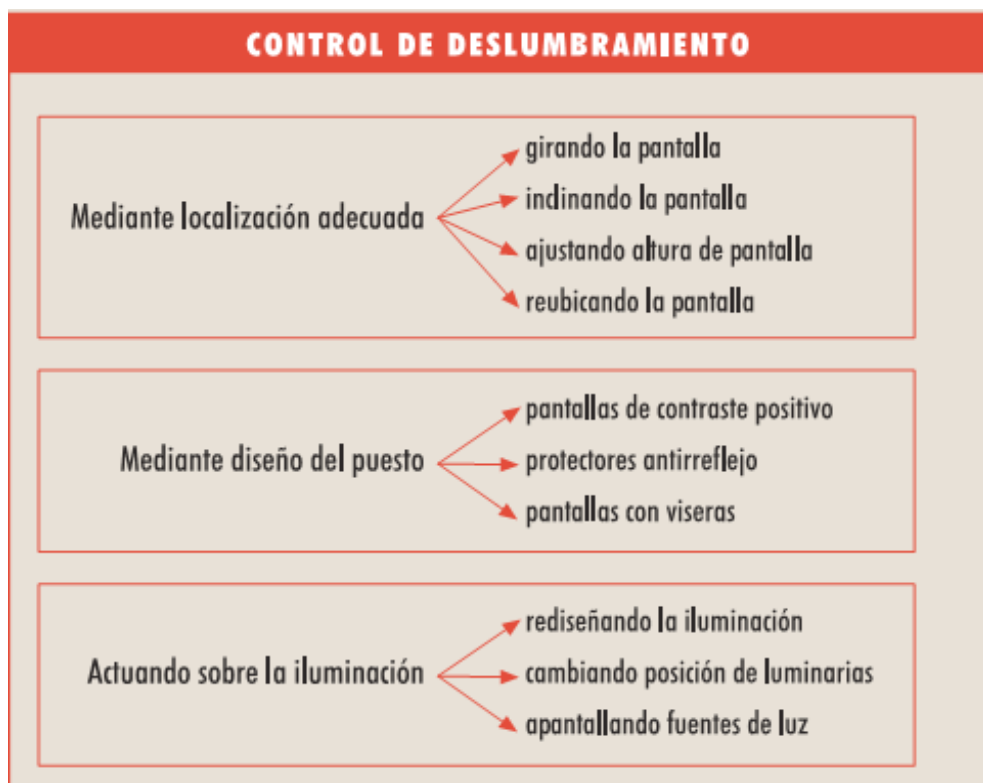 CONTROL DE DESLUMBRAMIENTO
Mediante localización adecuada
girando la pantalla
inclinando la pantalla
ajustando altura de pantalla
reubicando la pantalla
Mediante diseño del puesto
pantallas de contraste positivo
protectores antirreflejo
pantallas con viseras
Actuando sobre la iluminación
rediseñando la iluminación
cambiando posición de luminarias
apantallando fuentes de luz